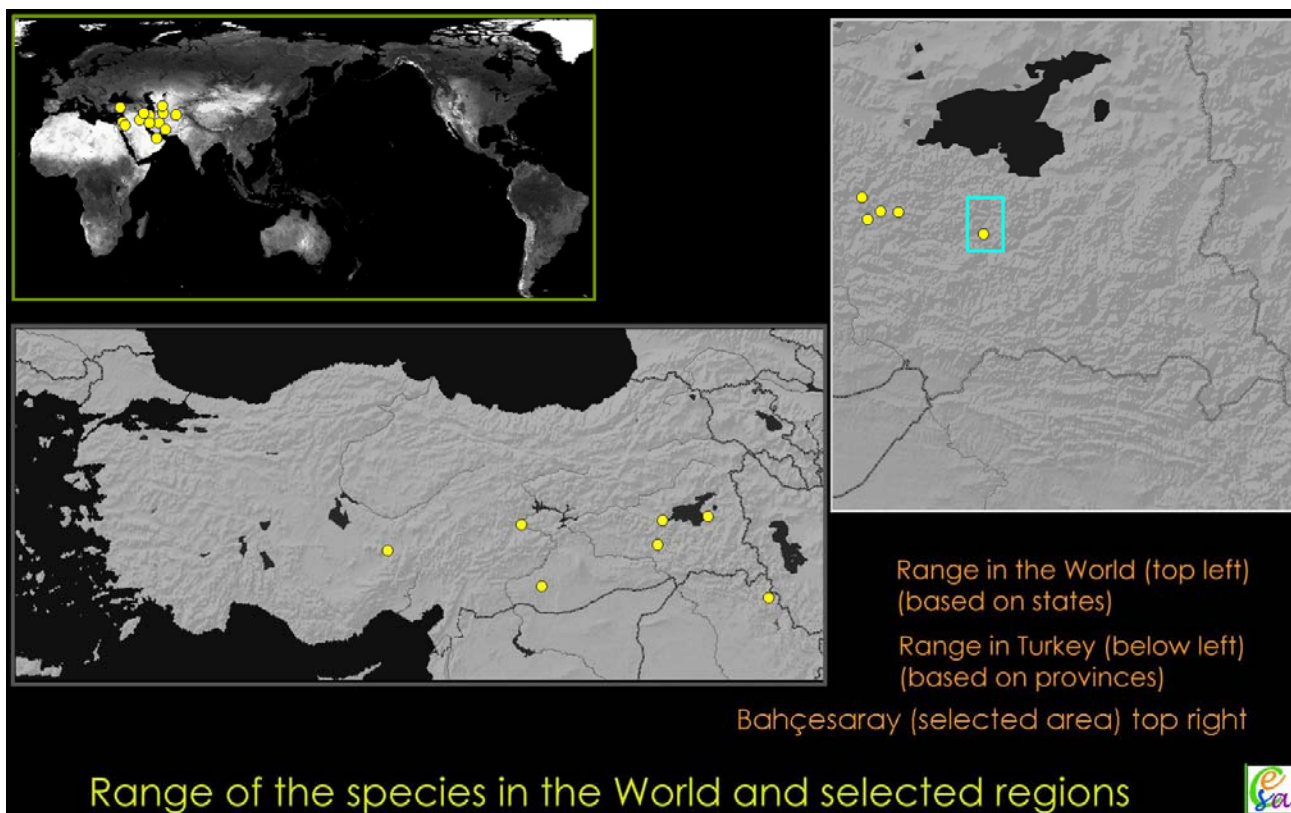 Range in the World (top left)
(based on states)
Range in Turkey (below left)
(based on provinces)
Bahçesaray (selected area) top right
Range of the species in the World and selected regions
esa